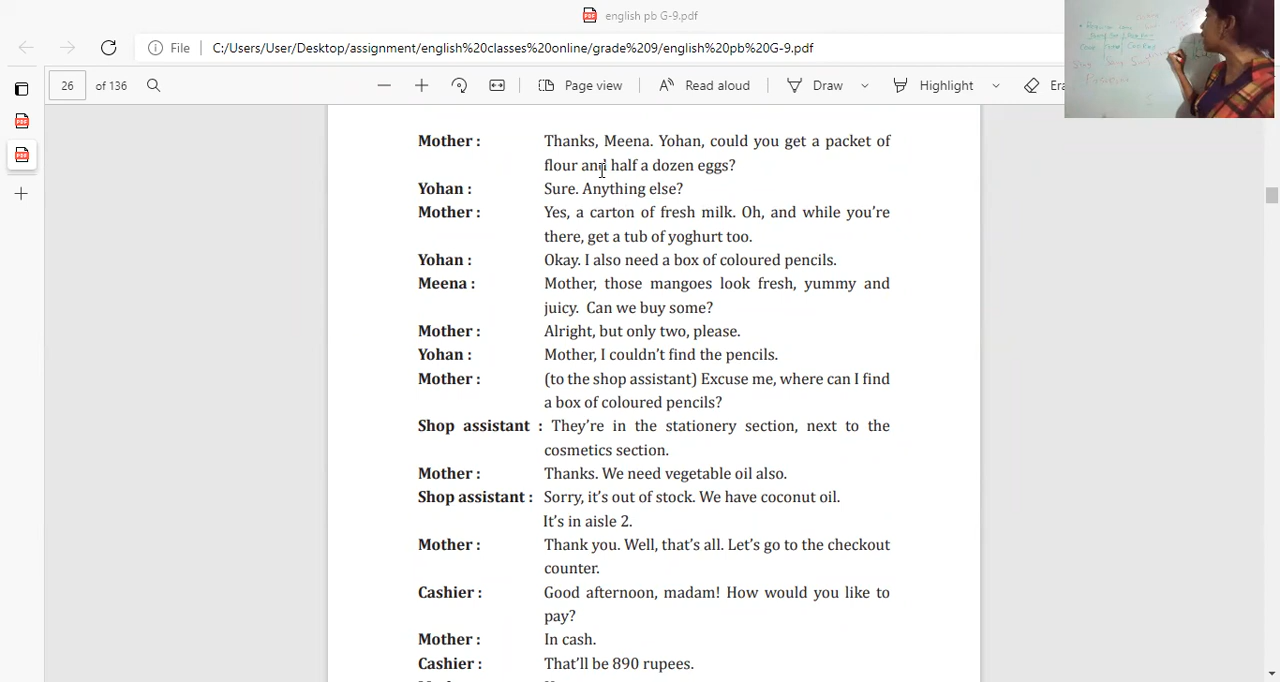 english pb G-9.pdf
File C:/Users/User/Desktop/assignment/english%20classes%20online/grade%209/english%20pb%20G-9.pdf
26 of 136 Page view Read aloud Draw Highlight
Mother : Thanks, Meena. Yohan, could you get a packet of
flour and half a dozen eggs?
Yohan : Sure. Anything else?
Mother : Yes, a carton of fresh milk. Oh, and while you're
there, get a tub of yoghurt too.
Yohan : Okay. I also need a box of coloured pencils.
Meena : Mother, those mangoes look fresh, yummy and
juicy. Can we buy some?
Mother : Alright, but only two, please.
Yohan : Mother, I couldn't find the pencils.
Mother : (to the shop assistant) Excuse me, where can I find
a box of coloured pencils?
Shop assistant : They're in the stationery section, next to the
cosmetics section.
Mother : Thanks. We need vegetable oil also.
Shop assistant : Sorry, it's out of stock. We have coconut oil.
It's in aisle 2.
Mother : Thank you. Well, that's all. Let's go to the checkout
counter.
Cashier : Good afternoon, madam! How would you like to
pay?
Mother : In cash.
Cashier : That'll be 890 rupees.